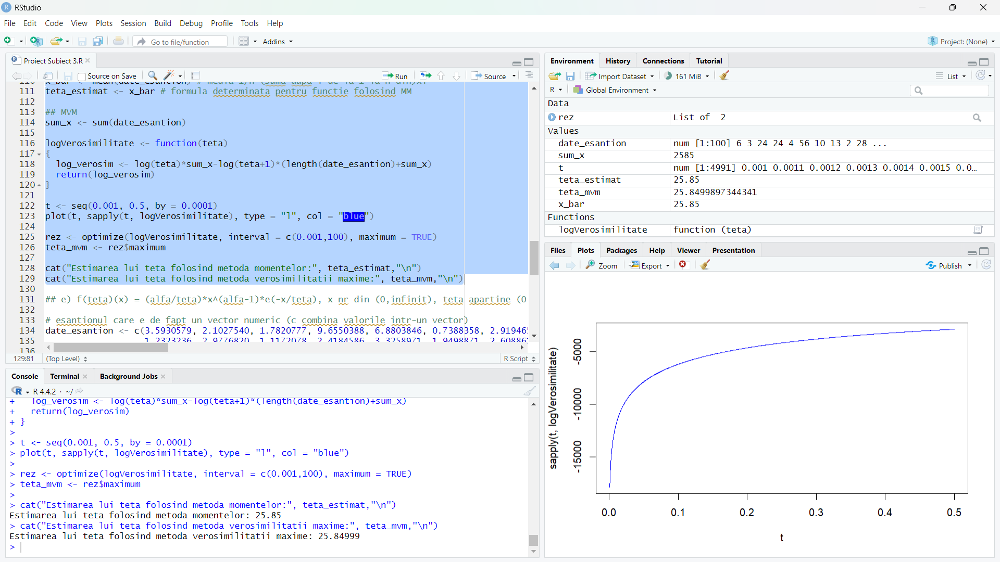 RStudio
File Edit Code View Plots Session Build Debug Profile Tools Help
Go to file/function Addins Project: (None)
Project Subiect 3.R
Source on Save Run Source
111 teta_estimat <- x_bar # formula determinata pentru functie folosind MM
112
113 ## MVM
114 sum_x <- sum(date_esantion)
115
116 logVerosimilitate <- function(teta)
117 {
118 log_verosim <- log(teta)*sum_x-log(teta+1)*(length(date_esantion)+sum_x)
119 return(log_verosim)
120 }
121
122 t <- seq(0.001, 0.5, by = 0.0001)
123 plot(t, sapply(t, logVerosimilitate), type = "l", col = "blue")
124
125 rez <- optimize(logVerosimilitate, interval = c(0.001,100), maximum = TRUE)
126 teta_mvm <- rez$maximum
127
128 cat("Estimarea lui teta folosind metoda momentelor:", teta_estimat,"\n")
129 cat("Estimarea lui teta folosind metoda verosimilitatii maxime:", teta_mvm,"\n")
130
131 ## e) f(teta)(x) = (alfa/teta)*x^(alfa-1)*e(-x/teta), x nr din (0,infinit), teta apartine (0
132
133 # esantionul care e de fapt un vector numeric (c combina valorile intr-un vector)
134 date_esantion <- c(3.5930579, 2.1027540, 1.7820777, 9.6550388, 6.8803846, 0.7388358, 2.91946
135 1.2323236, 2.9776820, 1.1172078, 2.4184586, 3.3258971, 1.9498871, 2.60886
136
129:81 (Top Level) R Script
Console Terminal Background Jobs
R 4.4.2 · ~/
+ log_verosim <- log(teta)*sum_x-log(teta+1)*(length(date_esantion)+sum_x)
+ return(log_verosim)
+ }
>
> t <- seq(0.001, 0.5, by = 0.0001)
> plot(t, sapply(t, logVerosimilitate), type = "l", col = "blue")
>
> rez <- optimize(logVerosimilitate, interval = c(0.001,100), maximum = TRUE)
> teta_mvm <- rez$maximum
>
> cat("Estimarea lui teta folosind metoda momentelor:", teta_estimat,"\n")
Estimarea lui teta folosind metoda momentelor: 25.85
> cat("Estimarea lui teta folosind metoda verosimilitatii maxime:", teta_mvm,"\n")
Estimarea lui teta folosind metoda verosimilitatii maxime: 25.84999
>
Environment History Connections Tutorial
Import Dataset 161 MiB List
R Global Environment
Data
rez List of 2
Values
date_esantion num [1:100] 6 3 24 24 4 56 10 13 2 28 ...
sum_x 2585
t num [1:4991] 0.001 0.0011 0.0012 0.0013 0.0014 0.0015 0.0...
teta_estimat 25.85
teta_mvm 25.8499897344341
x_bar 25.85
Functions
logVerosimilitate function (teta)
Files Plots Packages Help Viewer Presentation
Zoom Export Publish
sapply(t, logVerosimilitate)
-5000
-10000
-15000
0.0 0.1 0.2 0.3 0.4 0.5
t